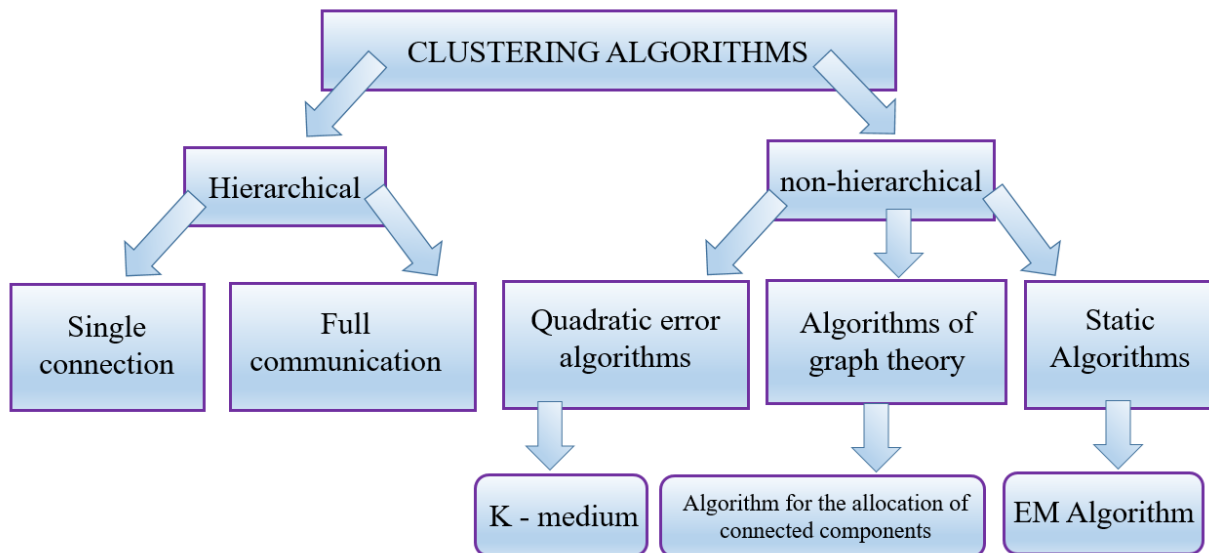 CLUSTERING ALGORITHMS
Hierarchical
non-hierarchical
Single
connection
Full
communication
Quadratic error
algorithms
Algorithms of
graph theory
Static
Algorithms
K - medium
Algorithm for the allocation of
connected components
EM Algorithm